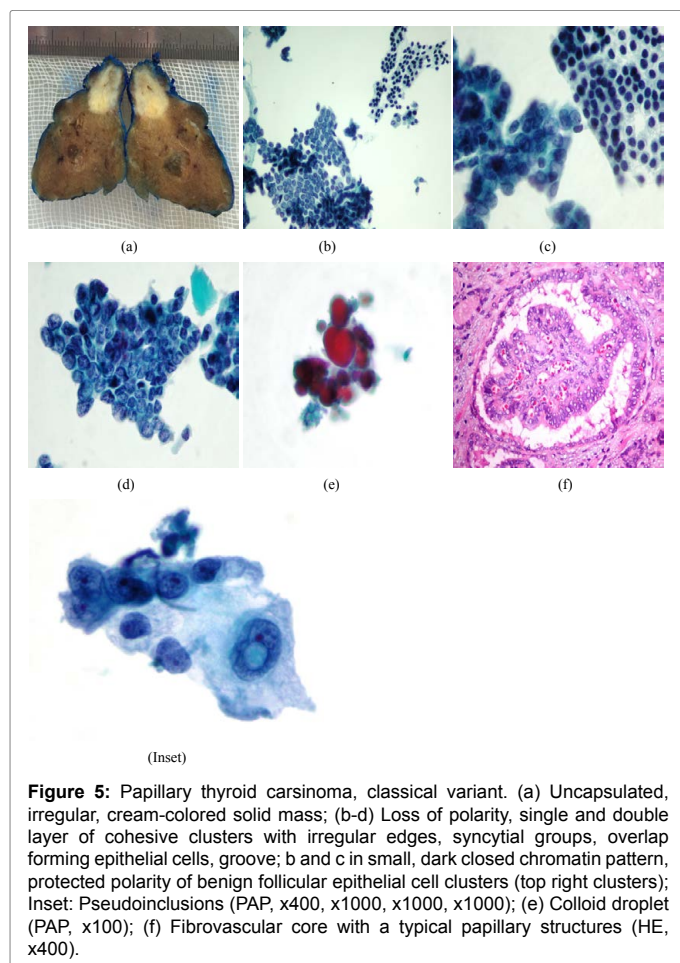 (a)
(b)
(c)
(d)
(e)
(f)
(Inset)
Figure 5: Papillary thyroid carsinoma, classical variant. (a) Uncapsulated,
irregular, cream-colored solid mass; (b-d) Loss of polarity, single and double
layer of cohesive clusters with irregular edges, syncytial groups, overlap
forming epithelial cells, groove; b and c in small, dark closed chromatin pattern,
protected polarity of benign follicular epithelial cell clusters (top right clusters);
Inset: Pseudoinclusions (PAP, x400, x1000, x1000, x1000); (e) Colloid droplet
(PAP, x100); (f) Fibrovascular core with a typical papillary structures (HE,
x400).